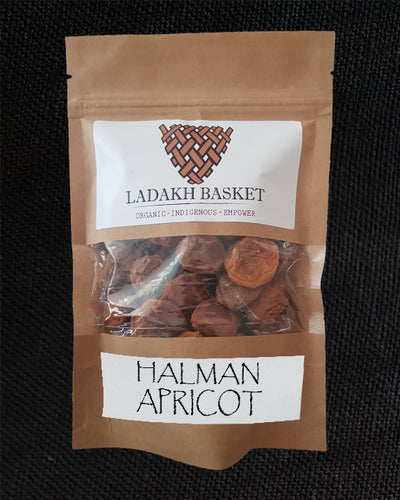 LADAKH BASKET
ORGANIC · INDIGENOUS · EMPOWER
HALMAN
APRICOT